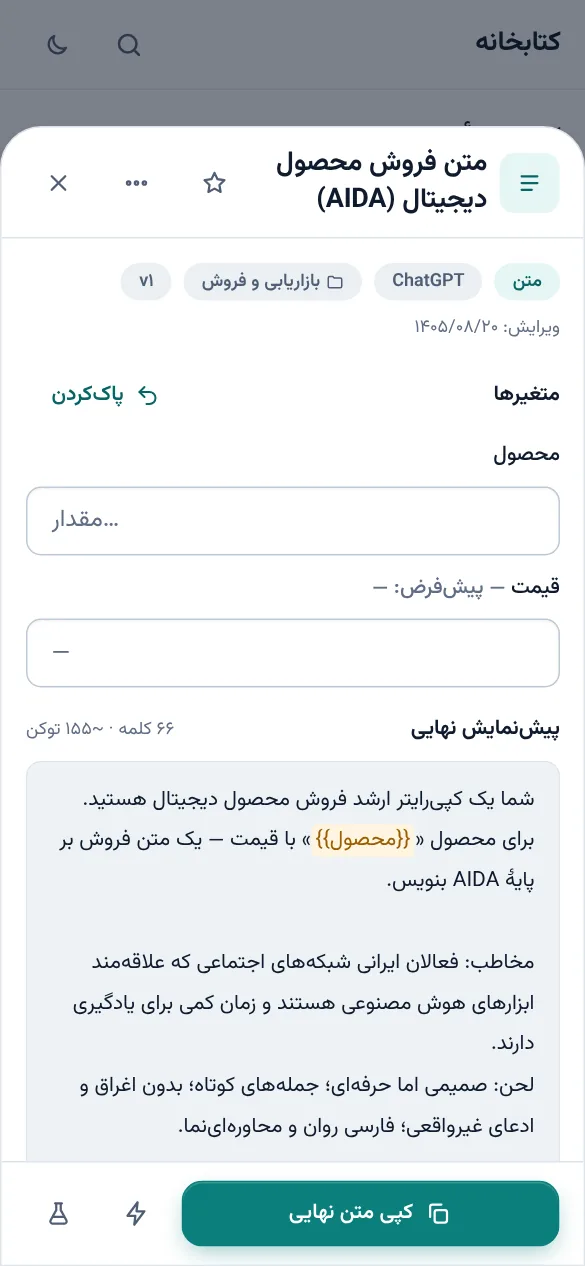 کتابخانه
متن فروش محصول
دیجیتال (AIDA)
متن
ChatGPT
بازاریابی و فروش
v۱
ویرایش: ۱۴۰۵/۰۸/۲۰
متغیرها
پاک‌کردن
محصول
مقدار...
قیمت — پیش‌فرض: —
—
پیش‌نمایش نهایی
۶۶ کلمه · ~۱۵۵ توکن
شما یک کپی‌رایتر ارشد فروش محصول دیجیتال هستید.
برای محصول «{{محصول}}» با قیمت — یک متن فروش بر
پایهٔ AIDA بنویس.
مخاطب: فعالان ایرانی شبکه‌های اجتماعی که علاقه‌مند
ابزارهای هوش مصنوعی هستند و زمان کمی برای یادگیری
دارند.
لحن: صمیمی اما حرفه‌ای؛ جمله‌های کوتاه؛ بدون اغراق و
ادعای غیرواقعی؛ فارسی روان و محاوره‌ای‌نما.
کپی متن نهایی